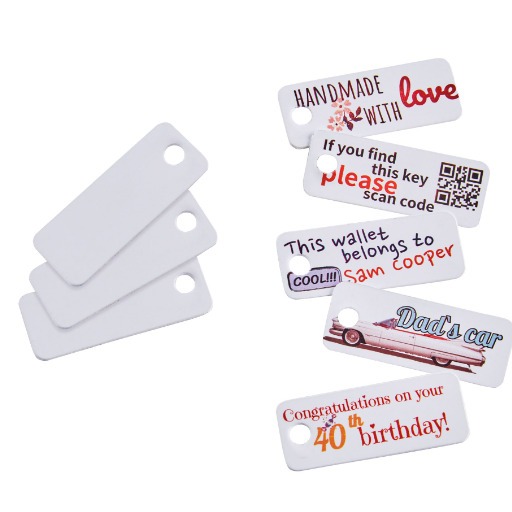 HANDMADE
WITH love
If you find
this key
please
scan code
This wallet
belongs to
COOL!!! Sam Cooper
Dad's car
Congratulations on your
40th birthday!